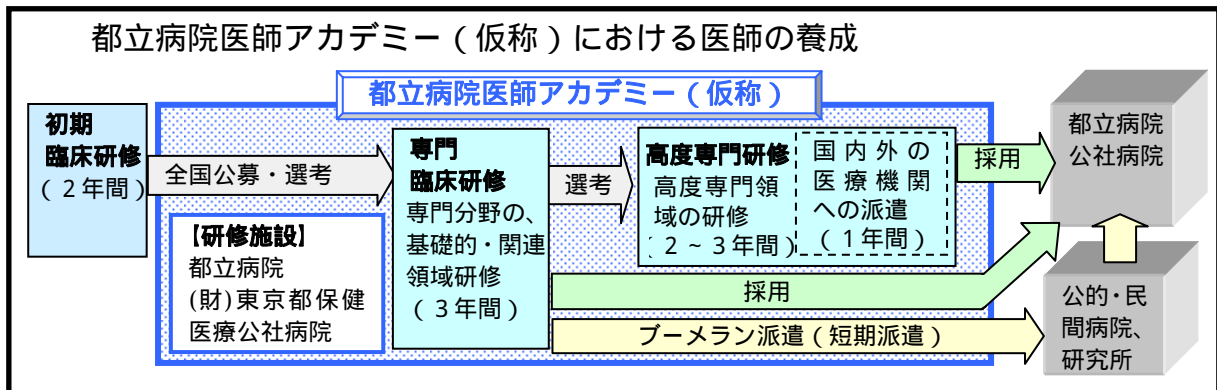 都立病院医師アカデミー(仮称)における医師の養成
都立病院医師アカデミー(仮称)
初期
臨床研修
(2年間)
全国公募・選考
【研修施設】
都立病院
(財)東京都保健
医療公社病院
専門
臨床研修
専門分野の、
基礎的・関連
領域研修
(3年間)
選考
高度専門研修
高度専門領
域の研修
(2~3年間)
国内外の
医療機関
への派遣
(1年間)
採用
採用
ブーメラン派遣(短期派遣)
都立病院
公社病院
公的・民
間病院、
研究所